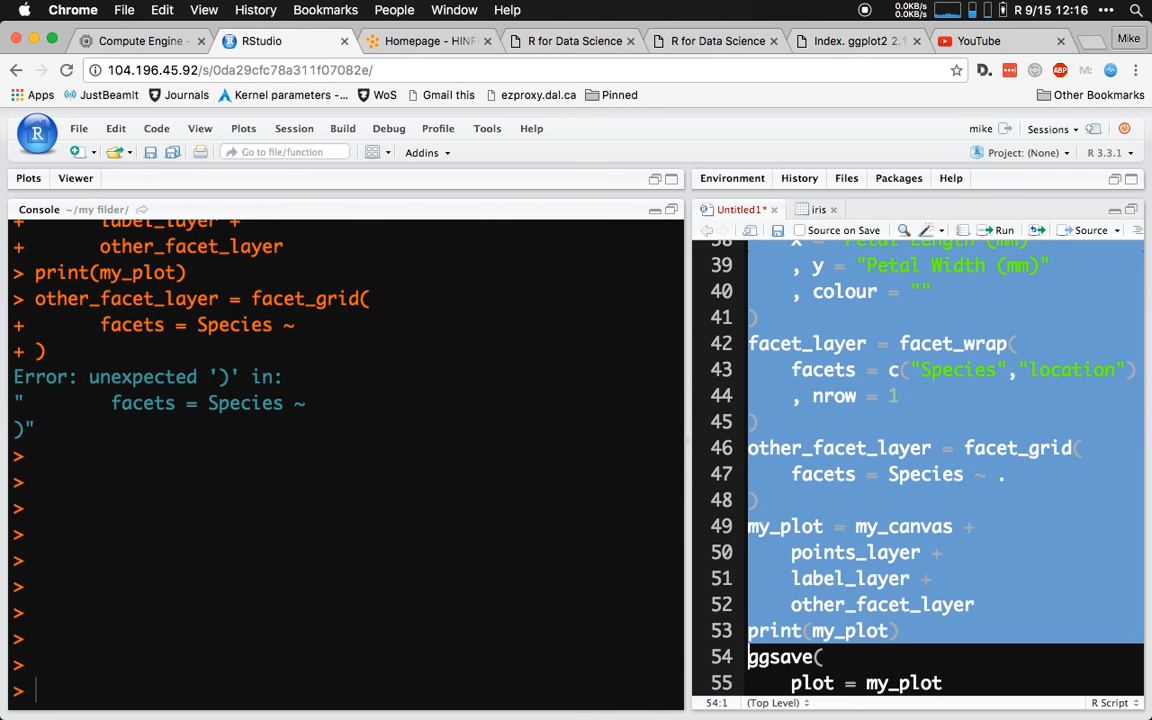 Chrome File Edit View History Bookmarks People Window Help 0.0KB/s 0.0KB/s R 9/15 12:16
Compute Engine - RStudio Homepage - HINF R for Data Science R for Data Science Index. ggplot2 2.1 YouTube Mike
104.196.45.92/s/0da29cfc78a311f07082e/
Apps JustBeamIt Journals Kernel parameters -... WoS Gmail this ezproxy.dal.ca Pinned Other Bookmarks
File Edit Code View Plots Session Build Debug Profile Tools Help mike Sessions
Go to file/function Addins Project: (None) R 3.3.1
Plots Viewer
Console ~/my filder/
+ label_layer +
+ other_facet_layer
> print(my_plot)
> other_facet_layer = facet_grid(
+ facets = Species ~
+ )
Error: unexpected ')' in:
" facets = Species ~
)"
>
>
>
>
>
>
>
>
>
>
Environment History Files Packages Help
Untitled1* iris
Source on Save Run Source
38 x = "Petal Length (mm)"
39 , y = "Petal Width (mm)"
40 , colour = ""
41 )
42 facet_layer = facet_wrap(
43 facets = c("Species","location")
44 , nrow = 1
45 )
46 other_facet_layer = facet_grid(
47 facets = Species ~ .
48 )
49 my_plot = my_canvas +
50 points_layer +
51 label_layer +
52 other_facet_layer
53 print(my_plot)
54 ggsave(
55 plot = my_plot
54:1 (Top Level) R Script